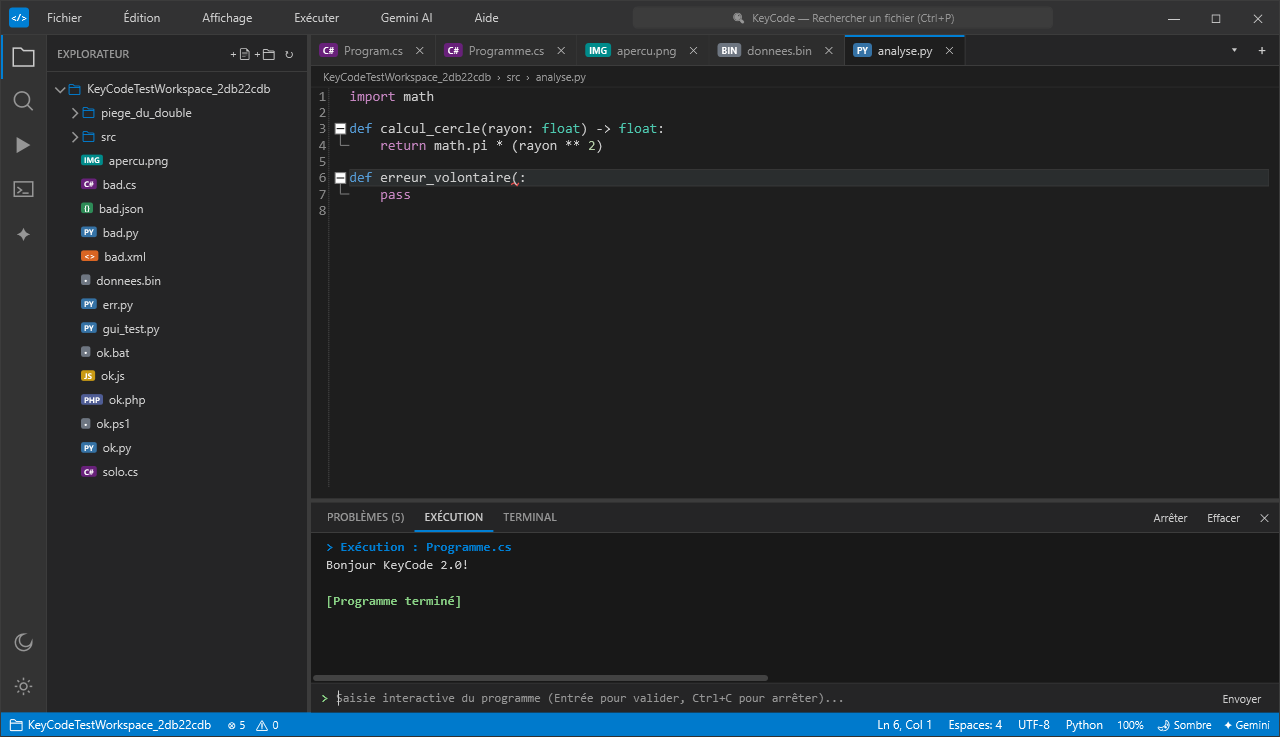 </> Fichier Édition Affichage Exécuter Gemini AI Aide KeyCode — Rechercher un fichier (Ctrl+P)
EXPLORATEUR
KeyCodeTestWorkspace_2db22cdb
piege_du_double
src
IMG apercu.png
C# bad.cs
{} bad.json
PY bad.py
<> bad.xml
donnees.bin
PY err.py
PY gui_test.py
ok.bat
JS ok.js
PHP ok.php
ok.ps1
PY ok.py
C# solo.cs
C# Program.cs C# Programme.cs IMG apercu.png BIN donnees.bin PY analyse.py
KeyCodeTestWorkspace_2db22cdb › src › analyse.py
1 import math
2
3 def calcul_cercle(rayon: float) -> float:
4     return math.pi * (rayon ** 2)
5
6 def erreur_volontaire(:
7     pass
8
PROBLÈMES (5) EXÉCUTION TERMINAL Arrêter Effacer
> Exécution : Programme.cs
Bonjour KeyCode 2.0!
[Programme terminé]
> Saisie interactive du programme (Entrée pour valider, Ctrl+C pour arrêter)... Envoyer
KeyCodeTestWorkspace_2db22cdb 5 0 Ln 6, Col 1 Espaces: 4 UTF-8 Python 100% Sombre Gemini